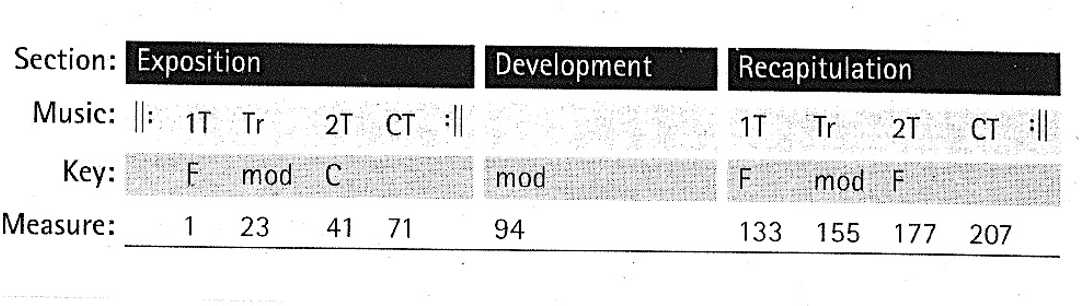 Section: Exposition Development Recapitulation
Music: ‖: 1T Tr 2T CT :‖ 1T Tr 2T CT :‖
Key: F mod C mod F mod F
Measure: 1 23 41 71 94 133 155 177 207